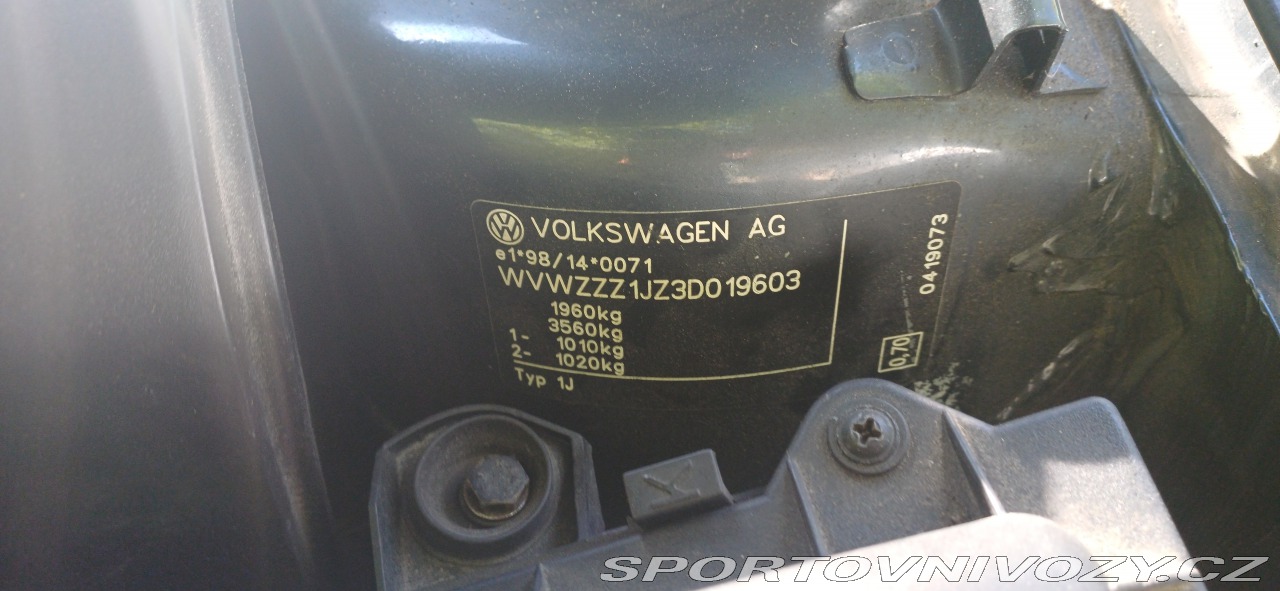 VOLKSWAGEN AG
e1*98/14*0071
WVWZZZ1JZ3D019603
1960kg
3560kg
1- 1010kg
2- 1020kg
Typ 1J
0,70
0419073
SPORTOVNIVOZY.CZ